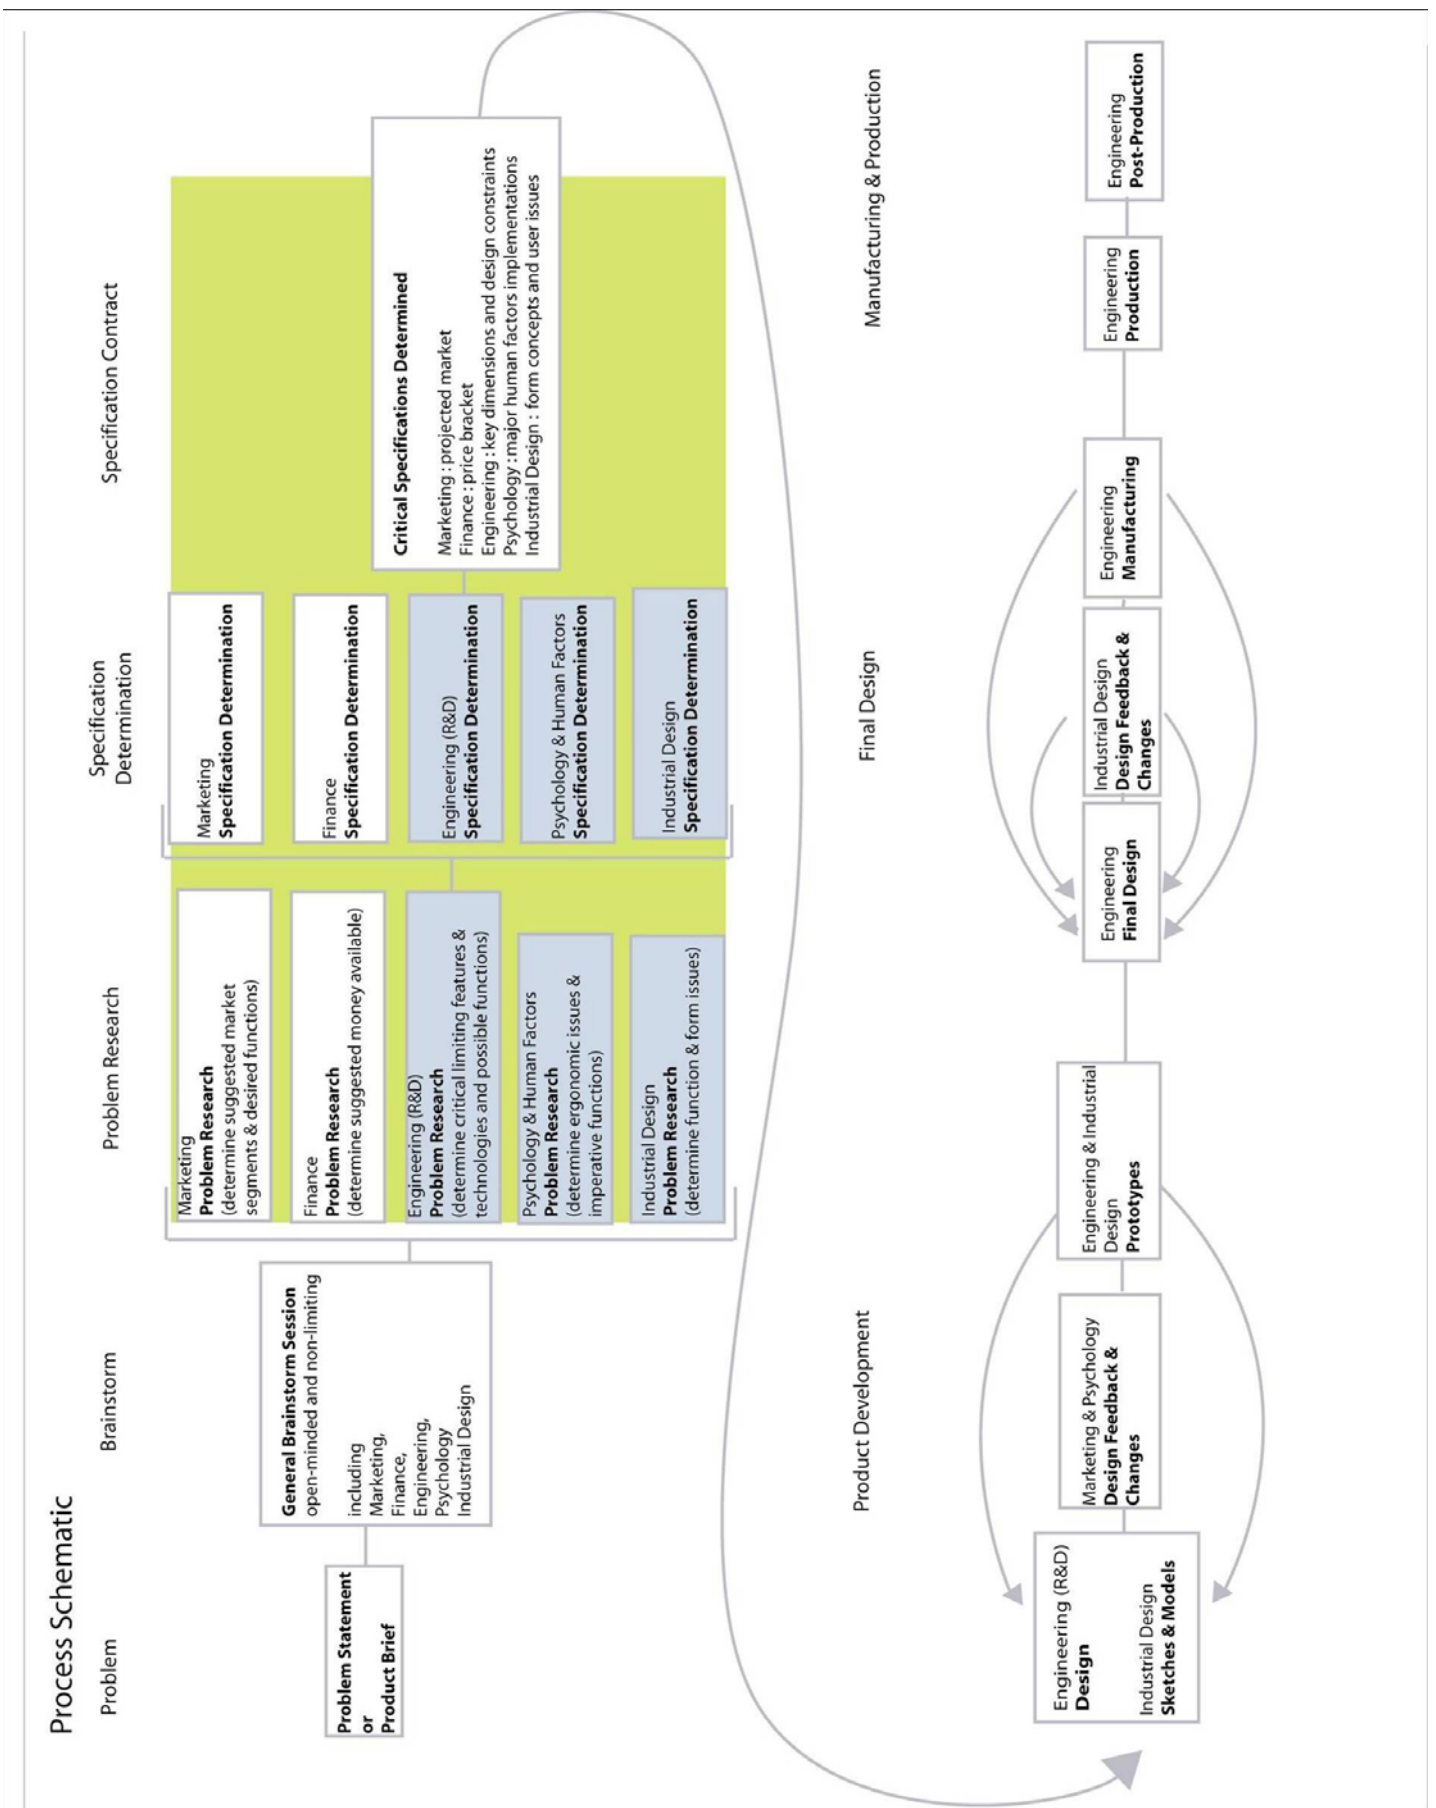 Process Schematic
Problem
Brainstorm
Problem Research
Specification
Determination
Specification Contract
Problem Statement
or
Product Brief
General Brainstorm Session
open-minded and non-limiting
including
Marketing,
Finance,
Engineering,
Psychology
Industrial Design
Marketing
Problem Research
(determine suggested market
segments & desired functions)
Finance
Problem Research
(determine suggested money available)
Engineering (R&D)
Problem Research
(determine critical limiting features &
technologies and possible functions)
Psychology & Human Factors
Problem Research
(determine ergonomic issues &
imperative functions)
Industrial Design
Problem Research
(determine function & form issues)
Marketing
Specification Determination
Finance
Specification Determination
Engineering (R&D)
Specification Determination
Psychology & Human Factors
Specification Determination
Industrial Design
Specification Determination
Critical Specifications Determined
Marketing : projected market
Finance : price bracket
Engineering : key dimensions and design constraints
Psychology : major human factors implementations
Industrial Design : form concepts and user issues
Product Development
Final Design
Manufacturing & Production
Engineering (R&D)
Design
Industrial Design
Sketches & Models
Marketing & Psychology
Design Feedback &
Changes
Engineering & Industrial
Design
Prototypes
Engineering
Final Design
Industrial Design
Design Feedback &
Changes
Engineering
Manufacturing
Engineering
Production
Engineering
Post-Production